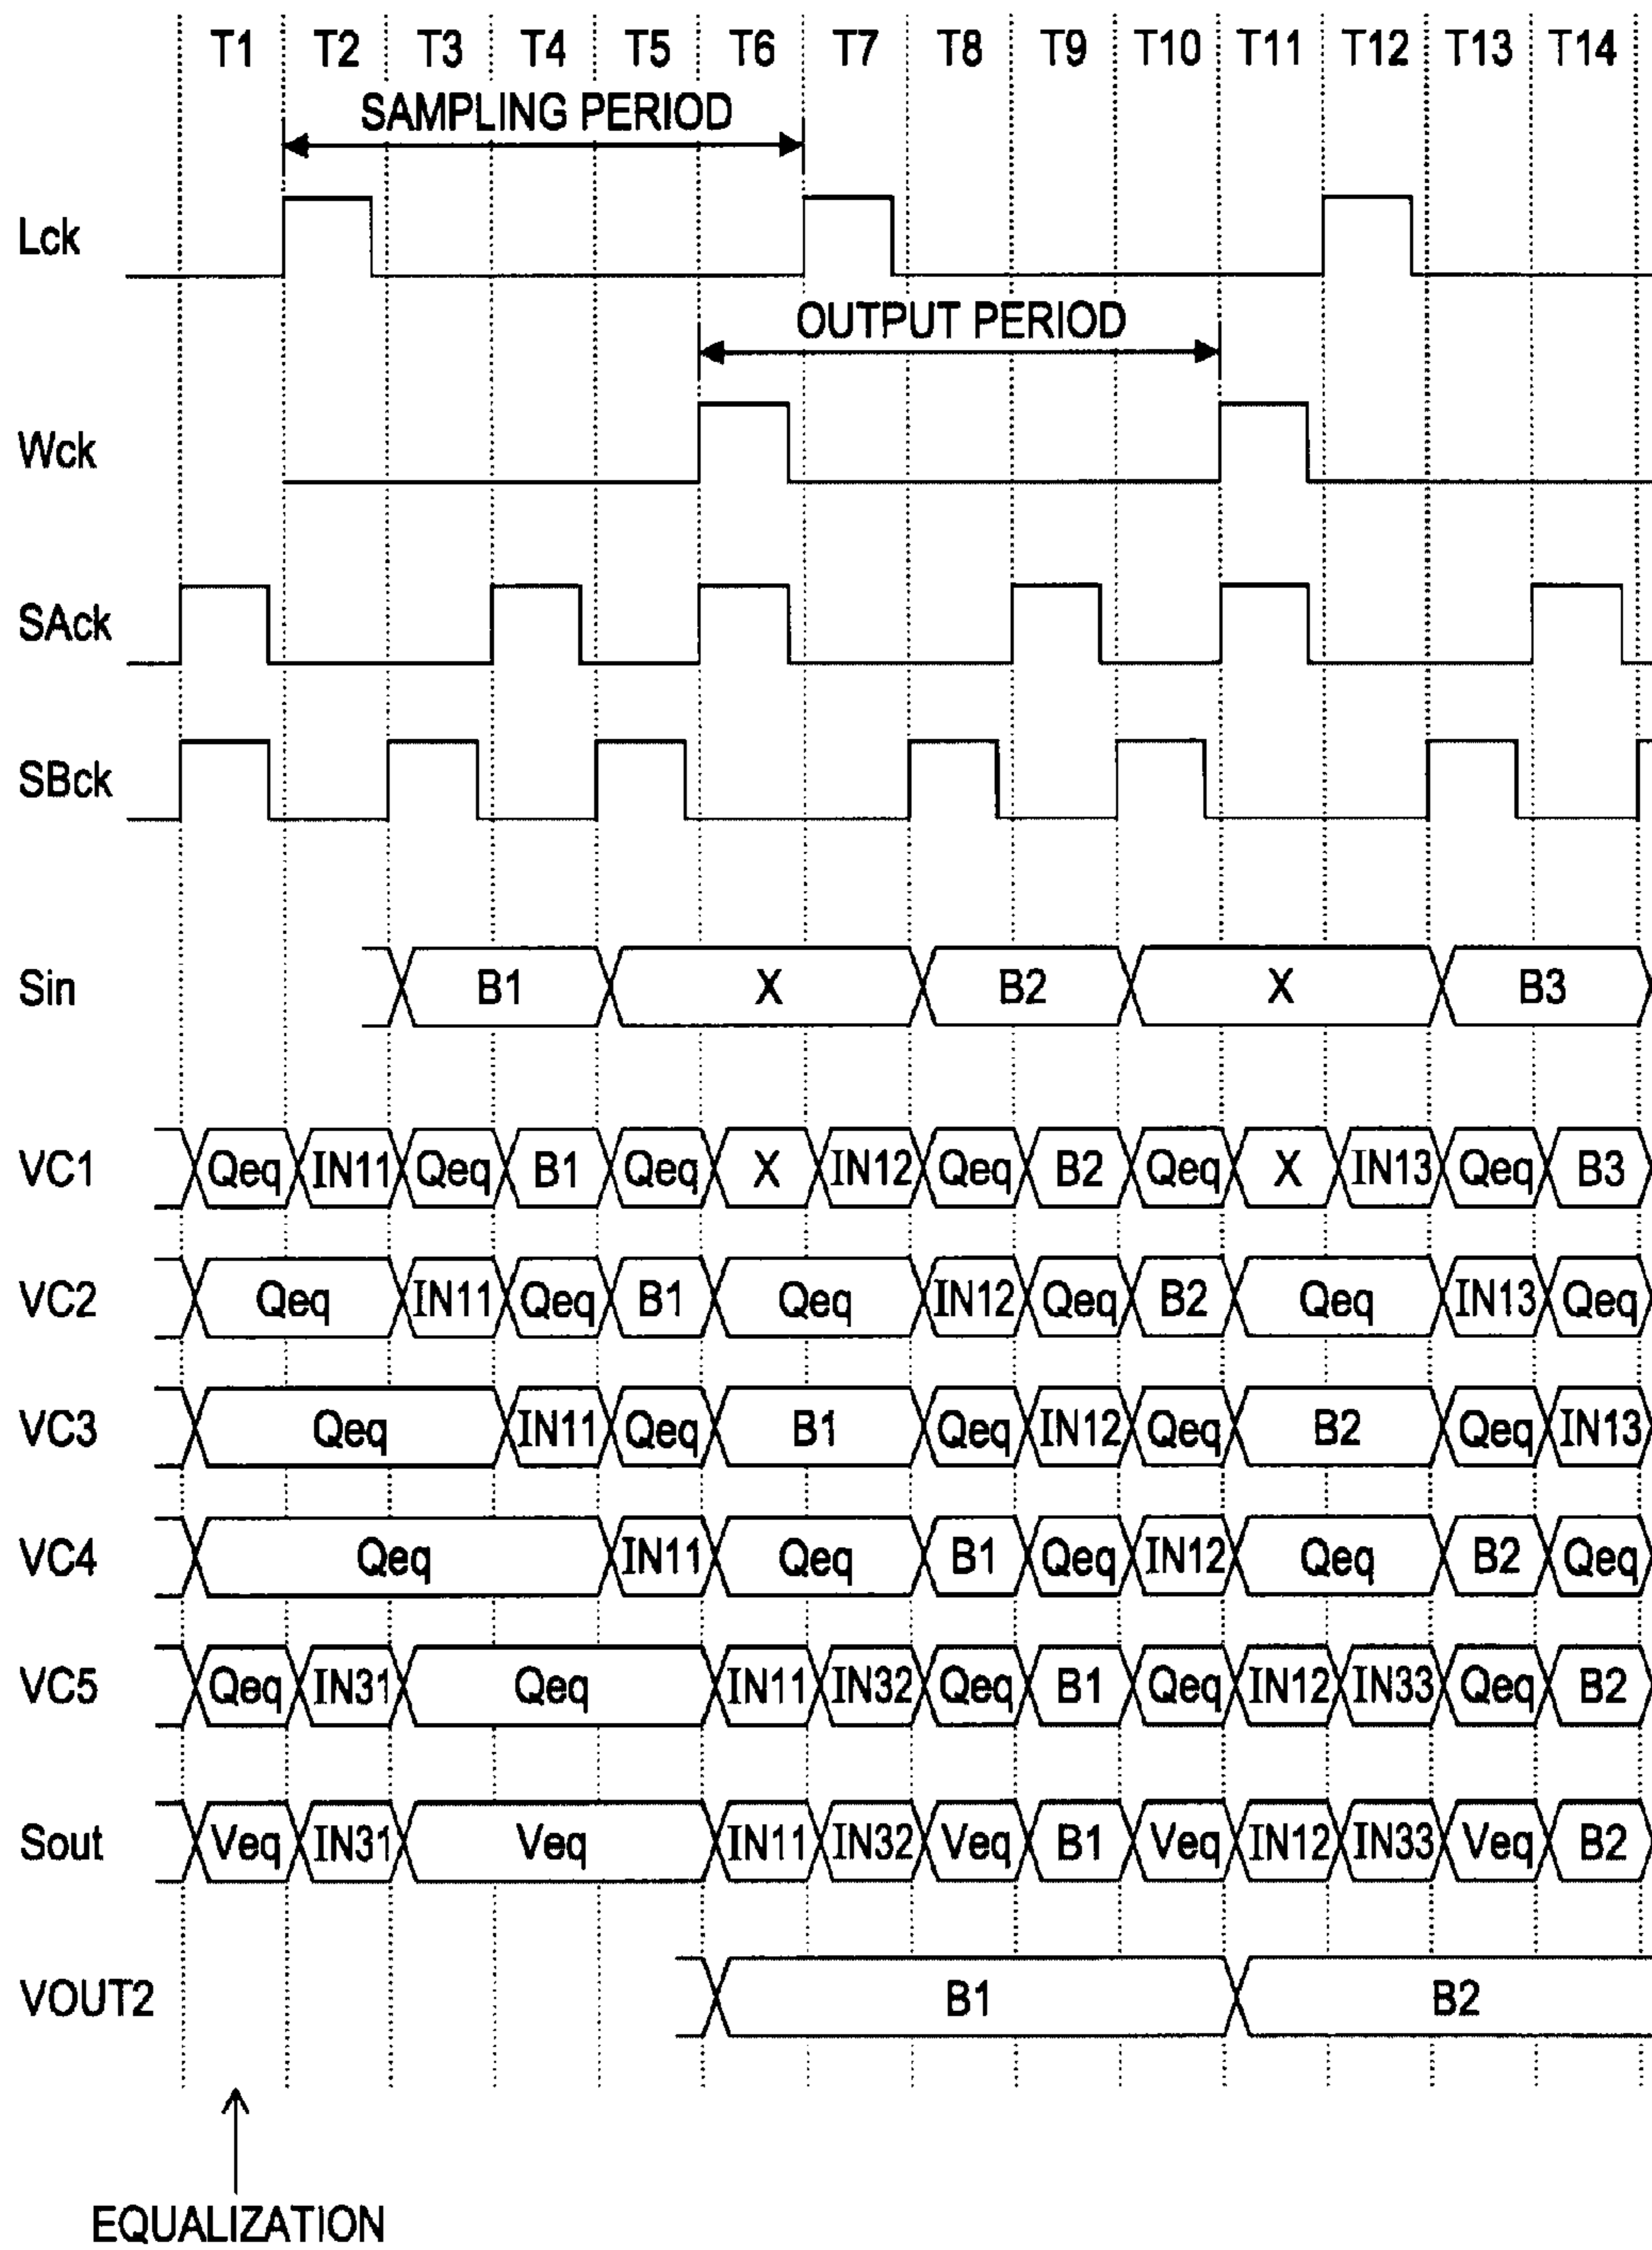 T1 T2 T3 T4 T5 T6 T7 T8 T9 T10 T11 T12 T13 T14
SAMPLING PERIOD
Lck
OUTPUT PERIOD
Wck
SAck
SBck
Sin B1 X B2 X B3
VC1 Qeq IN11 Qeq B1 Qeq X IN12 Qeq B2 Qeq X IN13 Qeq B3
VC2 Qeq IN11 Qeq B1 Qeq IN12 Qeq B2 Qeq IN13 Qeq
VC3 Qeq IN11 Qeq B1 Qeq IN12 Qeq B2 Qeq IN13
VC4 Qeq IN11 Qeq B1 Qeq IN12 Qeq B2 Qeq
VC5 Qeq IN31 Qeq IN11 IN32 Qeq B1 Qeq IN12 IN33 Qeq B2
Sout Veq IN31 Veq IN11 IN32 Veq B1 Veq IN12 IN33 Veq B2
VOUT2 B1 B2
EQUALIZATION